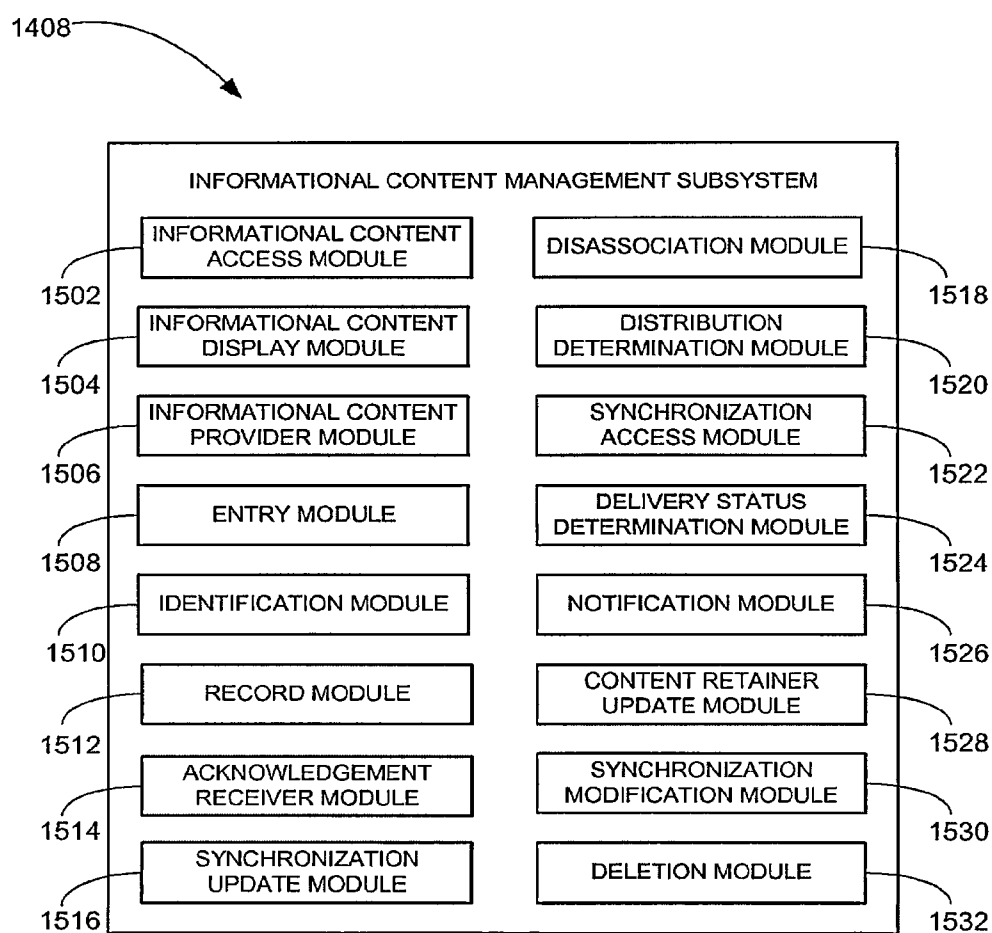 1408
INFORMATIONAL CONTENT MANAGEMENT SUBSYSTEM
INFORMATIONAL CONTENT
ACCESS MODULE
1502
INFORMATIONAL CONTENT
DISPLAY MODULE
1504
INFORMATIONAL CONTENT
PROVIDER MODULE
1506
ENTRY MODULE
1508
IDENTIFICATION MODULE
1510
RECORD MODULE
1512
ACKNOWLEDGEMENT
RECEIVER MODULE
1514
SYNCHRONIZATION
UPDATE MODULE
1516
DISASSOCIATION MODULE
1518
DISTRIBUTION
DETERMINATION MODULE
1520
SYNCHRONIZATION
ACCESS MODULE
1522
DELIVERY STATUS
DETERMINATION MODULE
1524
NOTIFICATION MODULE
1526
CONTENT RETAINER
UPDATE MODULE
1528
SYNCHRONIZATION
MODIFICATION MODULE
1530
DELETION MODULE
1532